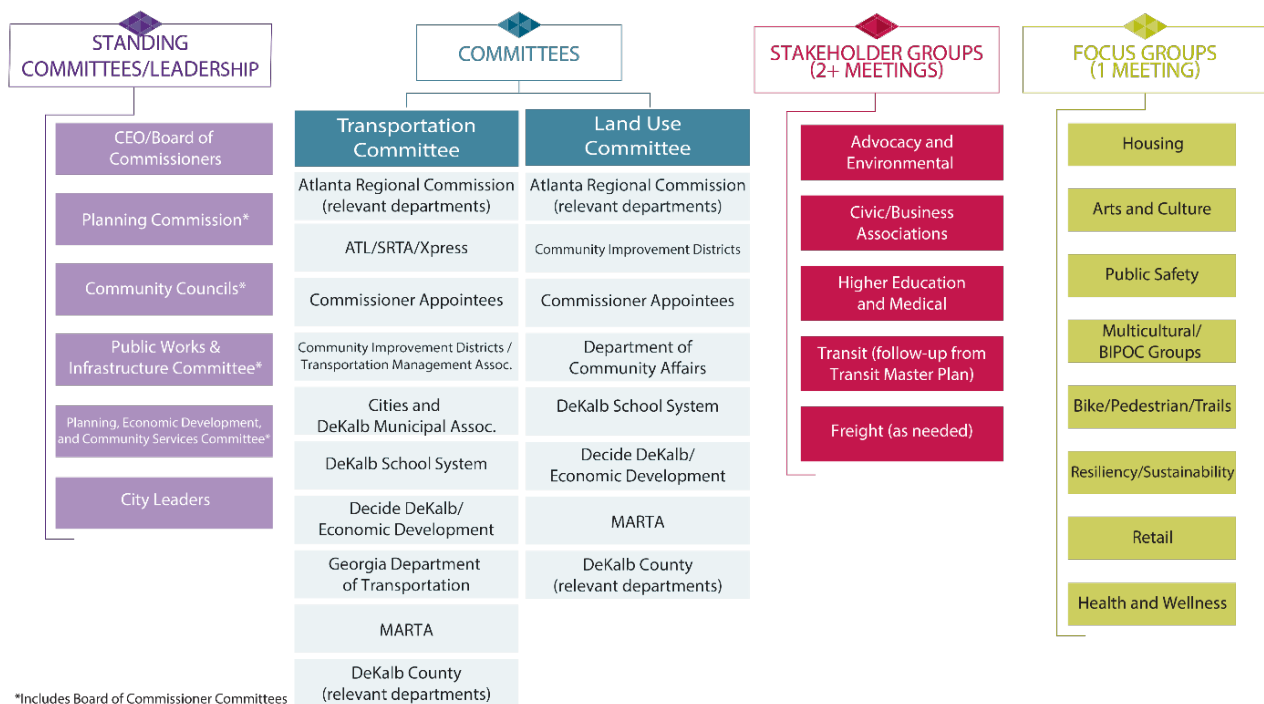 STANDING
COMMITTEES/LEADERSHIP
CEO/Board of
Commissioners
Planning Commission*
Community Councils*
Public Works &
Infrastructure Committee*
Planning, Economic Development,
and Community Services Committee*
City Leaders
COMMITTEES
Transportation
Committee
Atlanta Regional Commission
(relevant departments)
ATL/SRTA/Xpress
Commissioner Appointees
Community Improvement Districts /
Transportation Management Assoc.
Cities and
DeKalb Municipal Assoc.
DeKalb School System
Decide DeKalb/
Economic Development
Georgia Department
of Transportation
MARTA
DeKalb County
(relevant departments)
Land Use
Committee
Atlanta Regional Commission
(relevant departments)
Community Improvement Districts
Commissioner Appointees
Department of
Community Affairs
DeKalb School System
Decide DeKalb/
Economic Development
MARTA
DeKalb County
(relevant departments)
STAKEHOLDER GROUPS
(2+ MEETINGS)
Advocacy and
Environmental
Civic/Business
Associations
Higher Education
and Medical
Transit (follow-up from
Transit Master Plan)
Freight (as needed)
FOCUS GROUPS
(1 MEETING)
Housing
Arts and Culture
Public Safety
Multicultural/
BIPOC Groups
Bike/Pedestrian/Trails
Resiliency/Sustainability
Retail
Health and Wellness
*Includes Board of Commissioner Committees